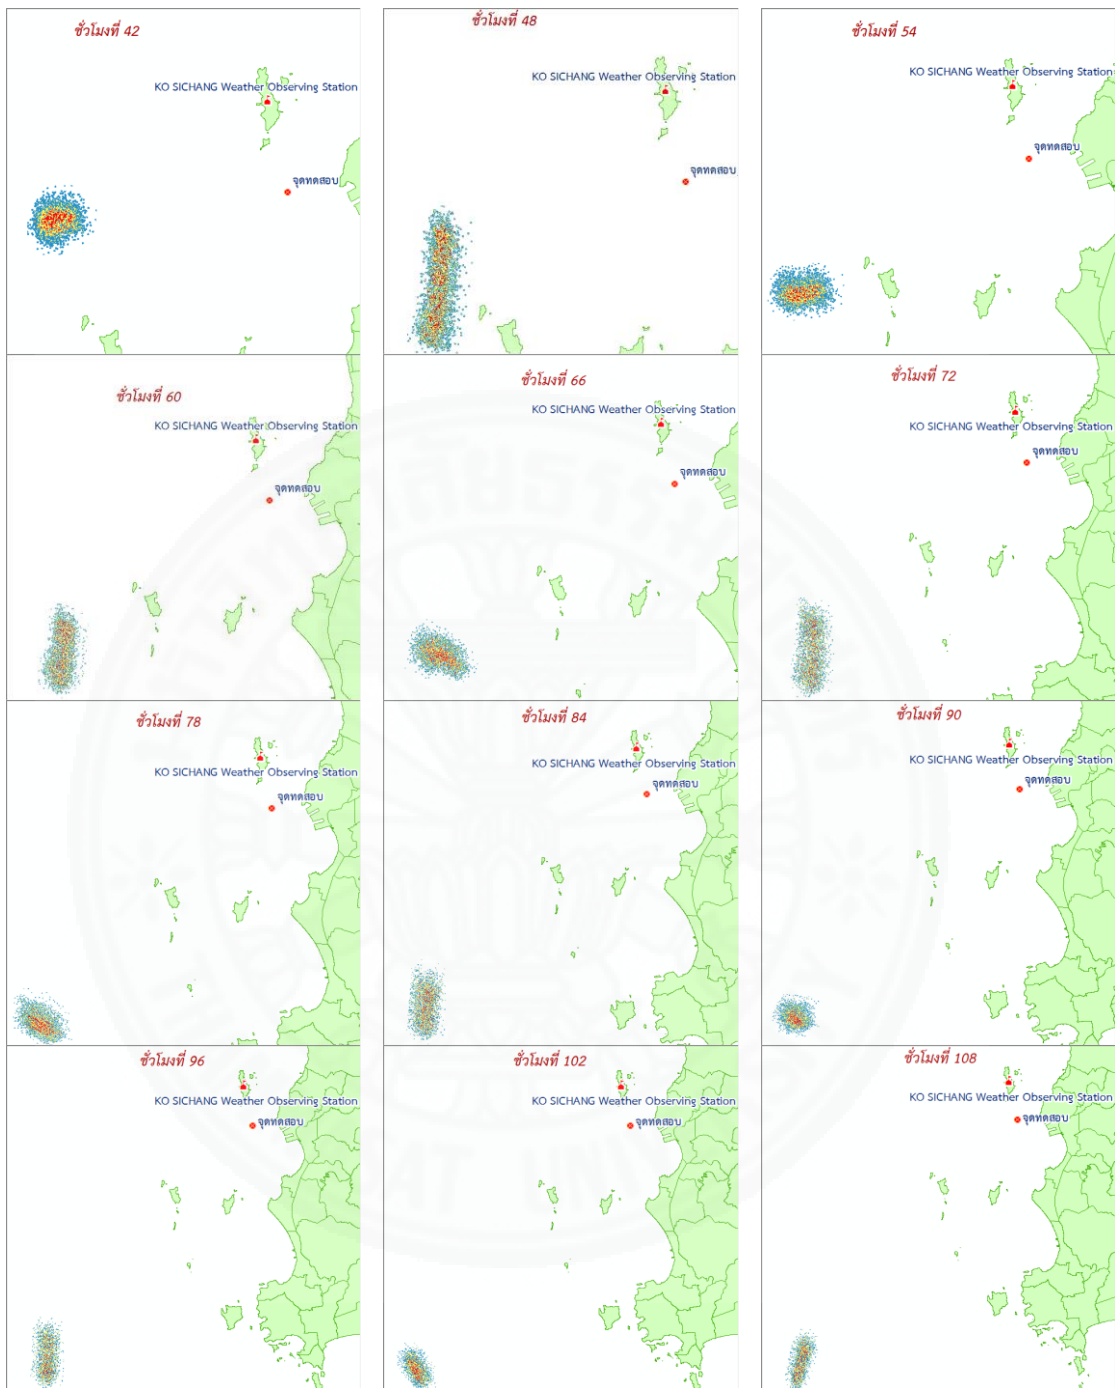 ชั่วโมงที่ 42
KO SICHANG Weather Observing Station
จุดทดสอบ
ชั่วโมงที่ 48
KO SICHANG Weather Observing Station
จุดทดสอบ
ชั่วโมงที่ 54
KO SICHANG Weather Observing Station
จุดทดสอบ
ชั่วโมงที่ 60
KO SICHANG Weather Observing Station
จุดทดสอบ
ชั่วโมงที่ 66
KO SICHANG Weather Observing Station
จุดทดสอบ
ชั่วโมงที่ 72
KO SICHANG Weather Observing Station
จุดทดสอบ
ชั่วโมงที่ 78
KO SICHANG Weather Observing Station
จุดทดสอบ
ชั่วโมงที่ 84
KO SICHANG Weather Observing Station
จุดทดสอบ
ชั่วโมงที่ 90
KO SICHANG Weather Observing Station
จุดทดสอบ
ชั่วโมงที่ 96
KO SICHANG Weather Observing Station
จุดทดสอบ
ชั่วโมงที่ 102
KO SICHANG Weather Observing Station
จุดทดสอบ
ชั่วโมงที่ 108
KO SICHANG Weather Observing Station
จุดทดสอบ